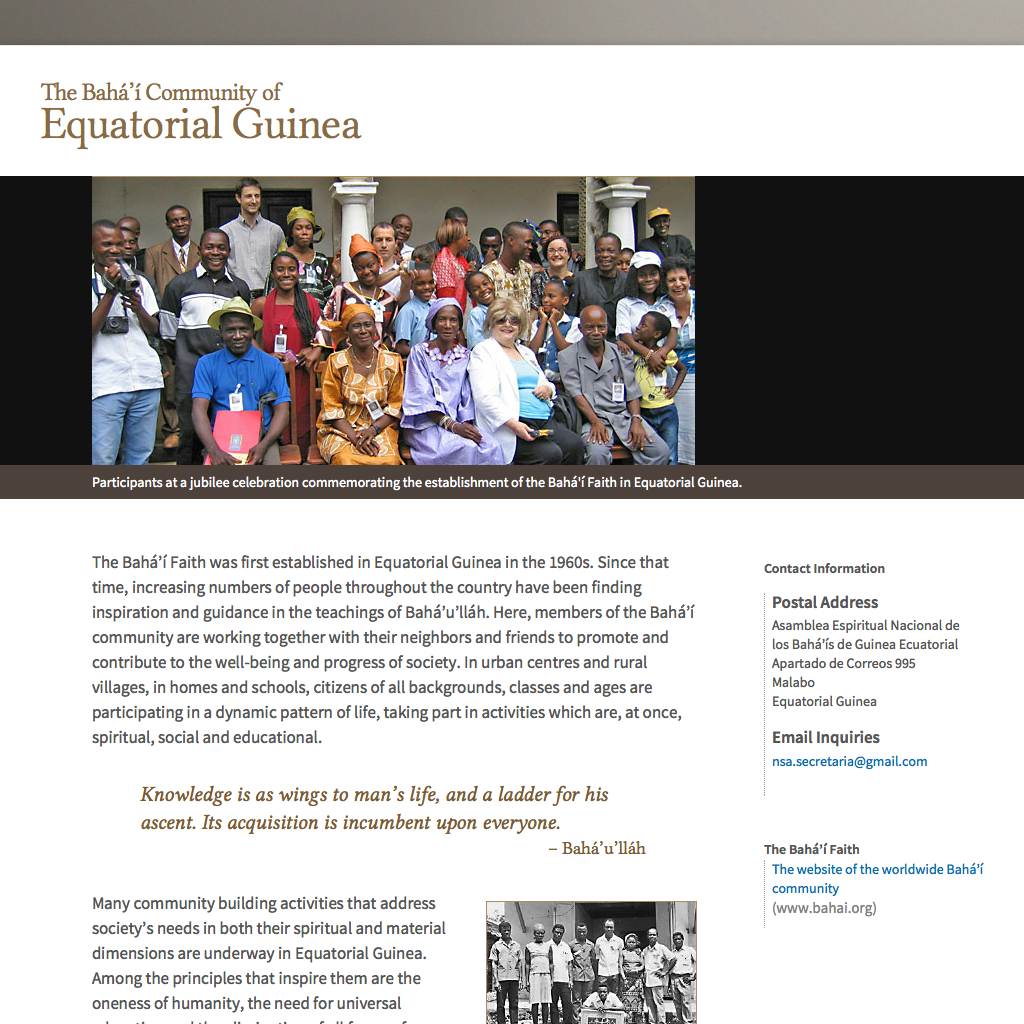 The Bahá’í Community of
Equatorial Guinea
Participants at a jubilee celebration commemorating the establishment of the Bahá’í Faith in Equatorial Guinea.
The Bahá’í Faith was first established in Equatorial Guinea in the 1960s. Since that
time, increasing numbers of people throughout the country have been finding
inspiration and guidance in the teachings of Bahá’u’lláh. Here, members of the Bahá’í
community are working together with their neighbors and friends to promote and
contribute to the well-being and progress of society. In urban centres and rural
villages, in homes and schools, citizens of all backgrounds, classes and ages are
participating in a dynamic pattern of life, taking part in activities which are, at once,
spiritual, social and educational.
Knowledge is as wings to man’s life, and a ladder for his
ascent. Its acquisition is incumbent upon everyone.
– Bahá’u’lláh
Many community building activities that address
society’s needs in both their spiritual and material
dimensions are underway in Equatorial Guinea.
Among the principles that inspire them are the
oneness of humanity, the need for universal
Contact Information
Postal Address
Asamblea Espiritual Nacional de
los Bahá’ís de Guinea Ecuatorial
Apartado de Correos 995
Malabo
Equatorial Guinea
Email Inquiries
nsa.secretaria@gmail.com
The Bahá’í Faith
The website of the worldwide Bahá’í
community
(www.bahai.org)